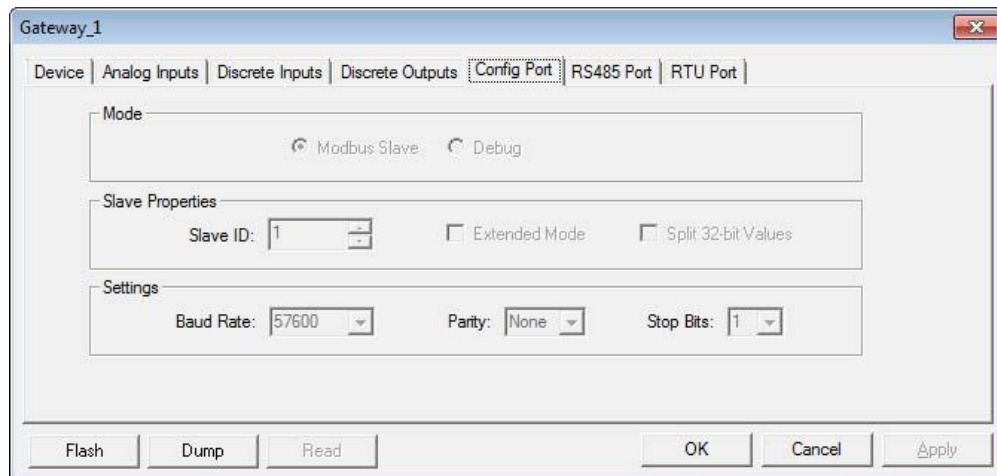 Gateway_1
Device Analog Inputs Discrete Inputs Discrete Outputs Config Port RS485 Port RTU Port
Mode
Modbus Slave Debug
Slave Properties
Slave ID: 1 Extended Mode Split 32-bit Values
Settings
Baud Rate: 57600 Parity: None Stop Bits: 1
Flash Dump Read OK Cancel Apply